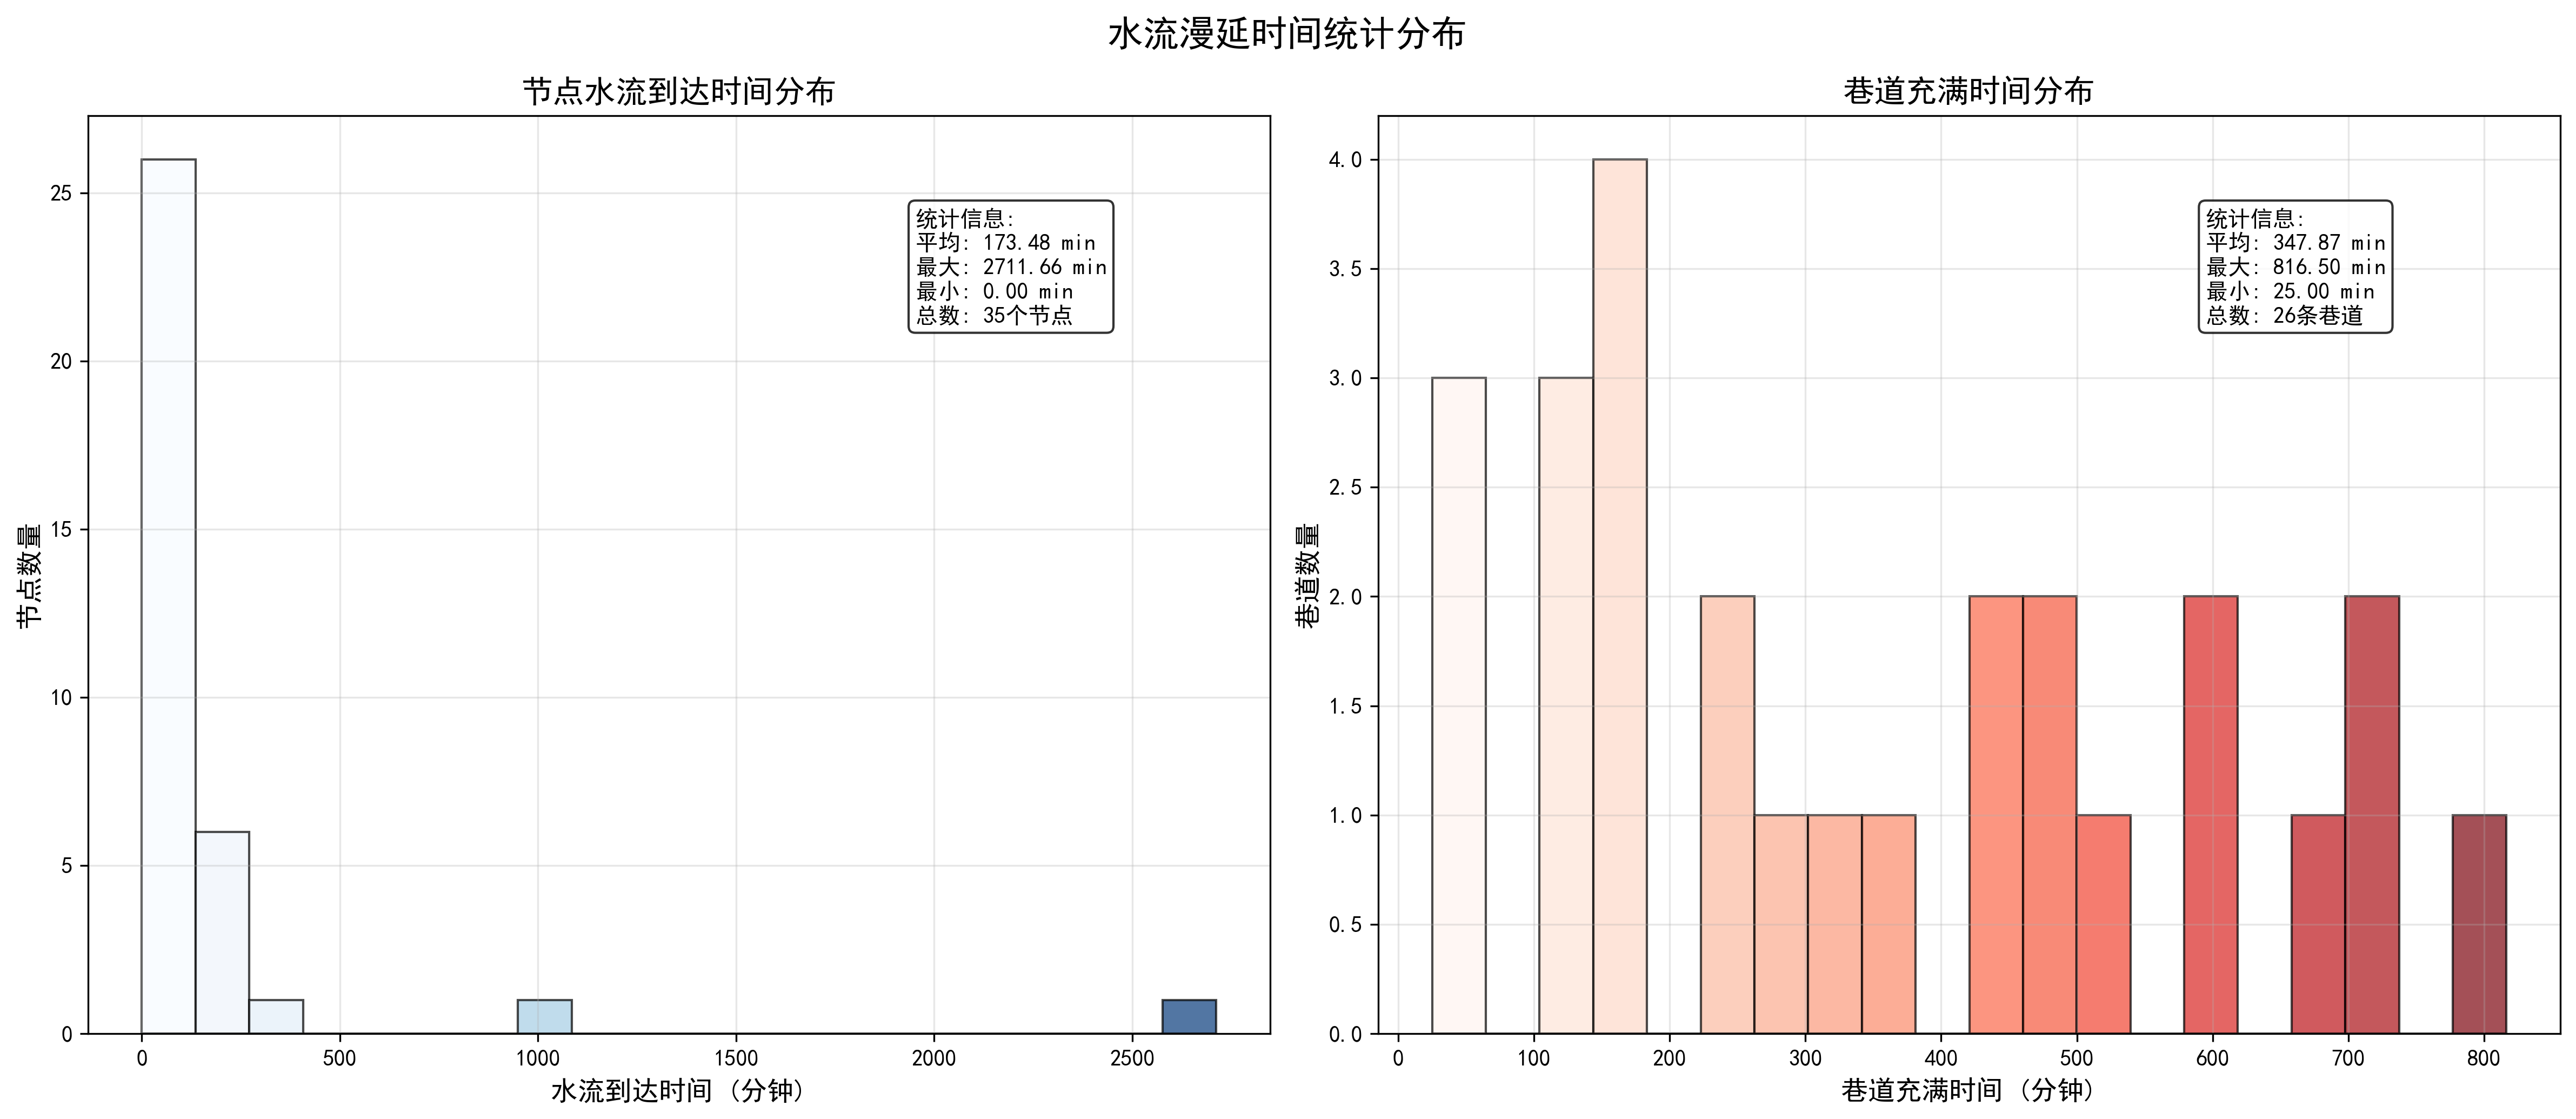 水流漫延时间统计分布
节点水流到达时间分布
节点数量
25
20
15
10
5
0
统计信息:
平均: 173.48 min
最大: 2711.66 min
最小: 0.00 min
总数: 35个节点
0 500 1000 1500 2000 2500
水流到达时间 (分钟)
巷道充满时间分布
巷道数量
4.0
3.5
3.0
2.5
2.0
1.5
1.0
0.5
0.0
统计信息:
平均: 347.87 min
最大: 816.50 min
最小: 25.00 min
总数: 26条巷道
0 100 200 300 400 500 600 700 800
巷道充满时间 (分钟)